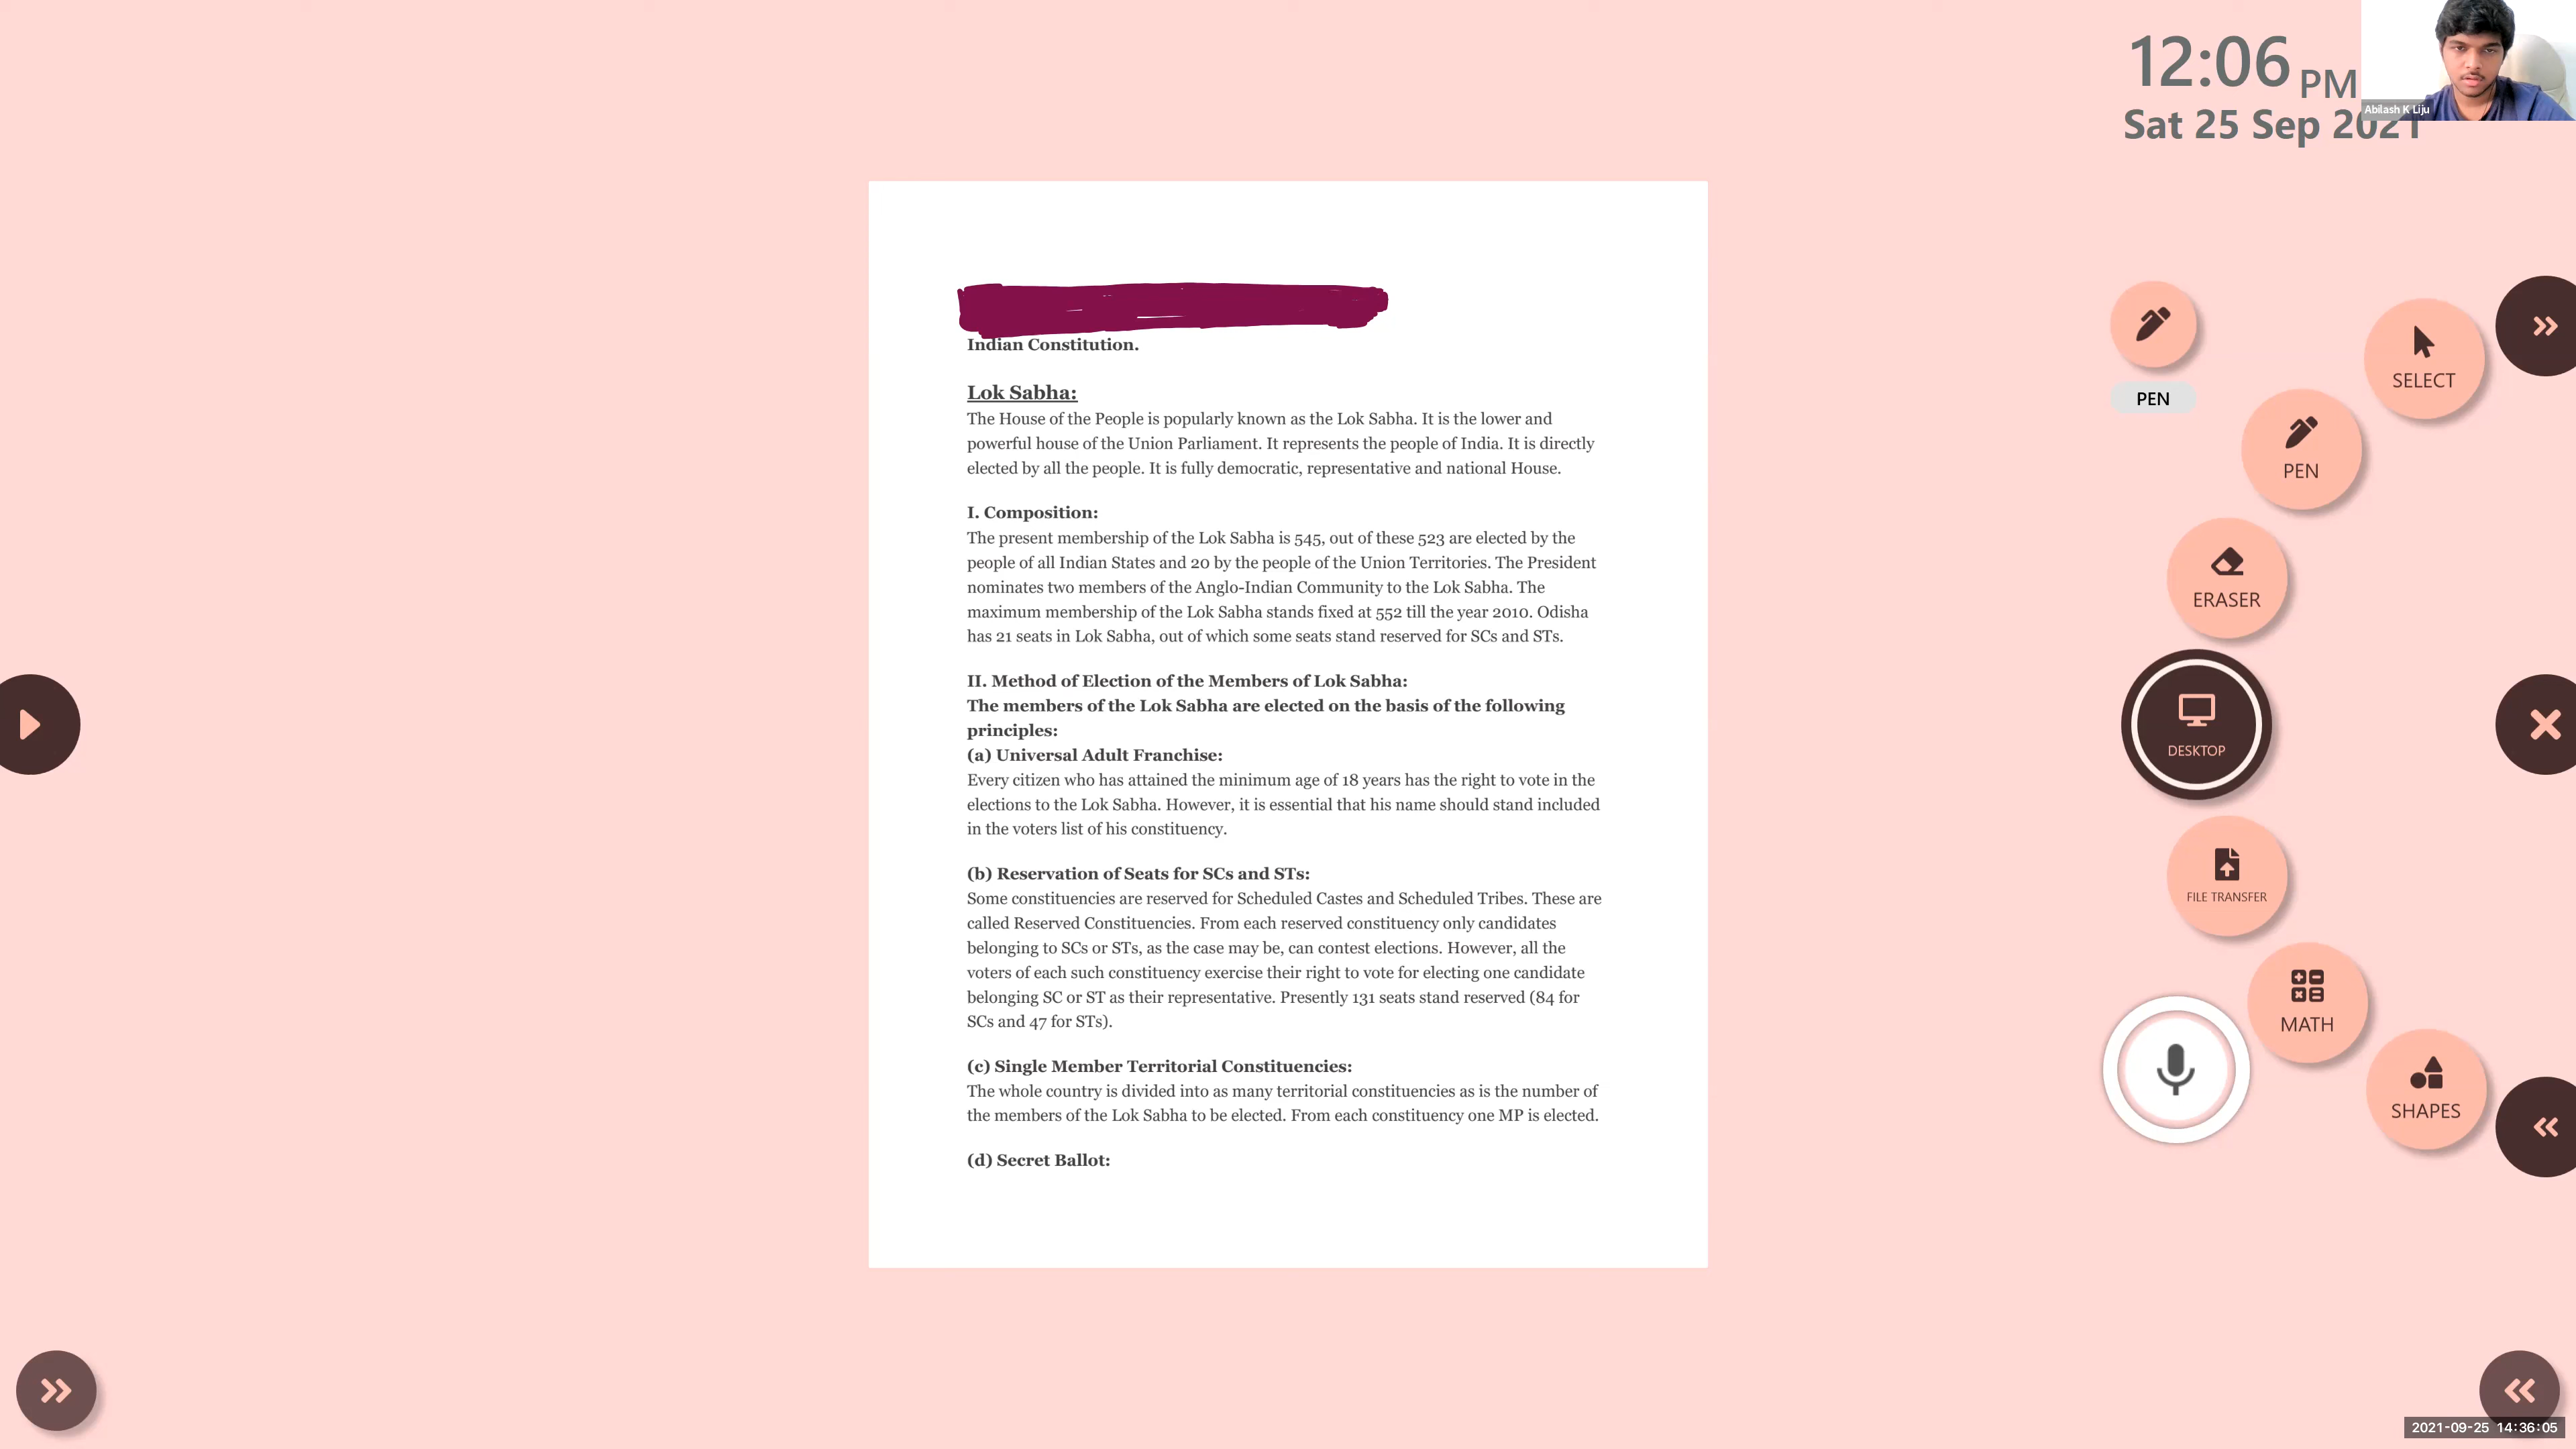 12:06 PM
Sat 25 Sep 2021
Abilash K Liju
Indian Constitution.
Lok Sabha:
The House of the People is popularly known as the Lok Sabha. It is the lower and
powerful house of the Union Parliament. It represents the people of India. It is directly
elected by all the people. It is fully democratic, representative and national House.
I. Composition:
The present membership of the Lok Sabha is 545, out of these 523 are elected by the
people of all Indian States and 20 by the people of the Union Territories. The President
nominates two members of the Anglo-Indian Community to the Lok Sabha. The
maximum membership of the Lok Sabha stands fixed at 552 till the year 2010. Odisha
has 21 seats in Lok Sabha, out of which some seats stand reserved for SCs and STs.
II. Method of Election of the Members of Lok Sabha:
The members of the Lok Sabha are elected on the basis of the following
principles:
(a) Universal Adult Franchise:
Every citizen who has attained the minimum age of 18 years has the right to vote in the
elections to the Lok Sabha. However, it is essential that his name should stand included
in the voters list of his constituency.
(b) Reservation of Seats for SCs and STs:
Some constituencies are reserved for Scheduled Castes and Scheduled Tribes. These are
called Reserved Constituencies. From each reserved constituency only candidates
belonging to SCs or STs, as the case may be, can contest elections. However, all the
voters of each such constituency exercise their right to vote for electing one candidate
belonging SC or ST as their representative. Presently 131 seats stand reserved (84 for
SCs and 47 for STs).
(c) Single Member Territorial Constituencies:
The whole country is divided into as many territorial constituencies as is the number of
the members of the Lok Sabha to be elected. From each constituency one MP is elected.
(d) Secret Ballot:
PEN
SELECT
PEN
ERASER
DESKTOP
FILE TRANSFER
MATH
SHAPES
2021-09-25 14:36:05